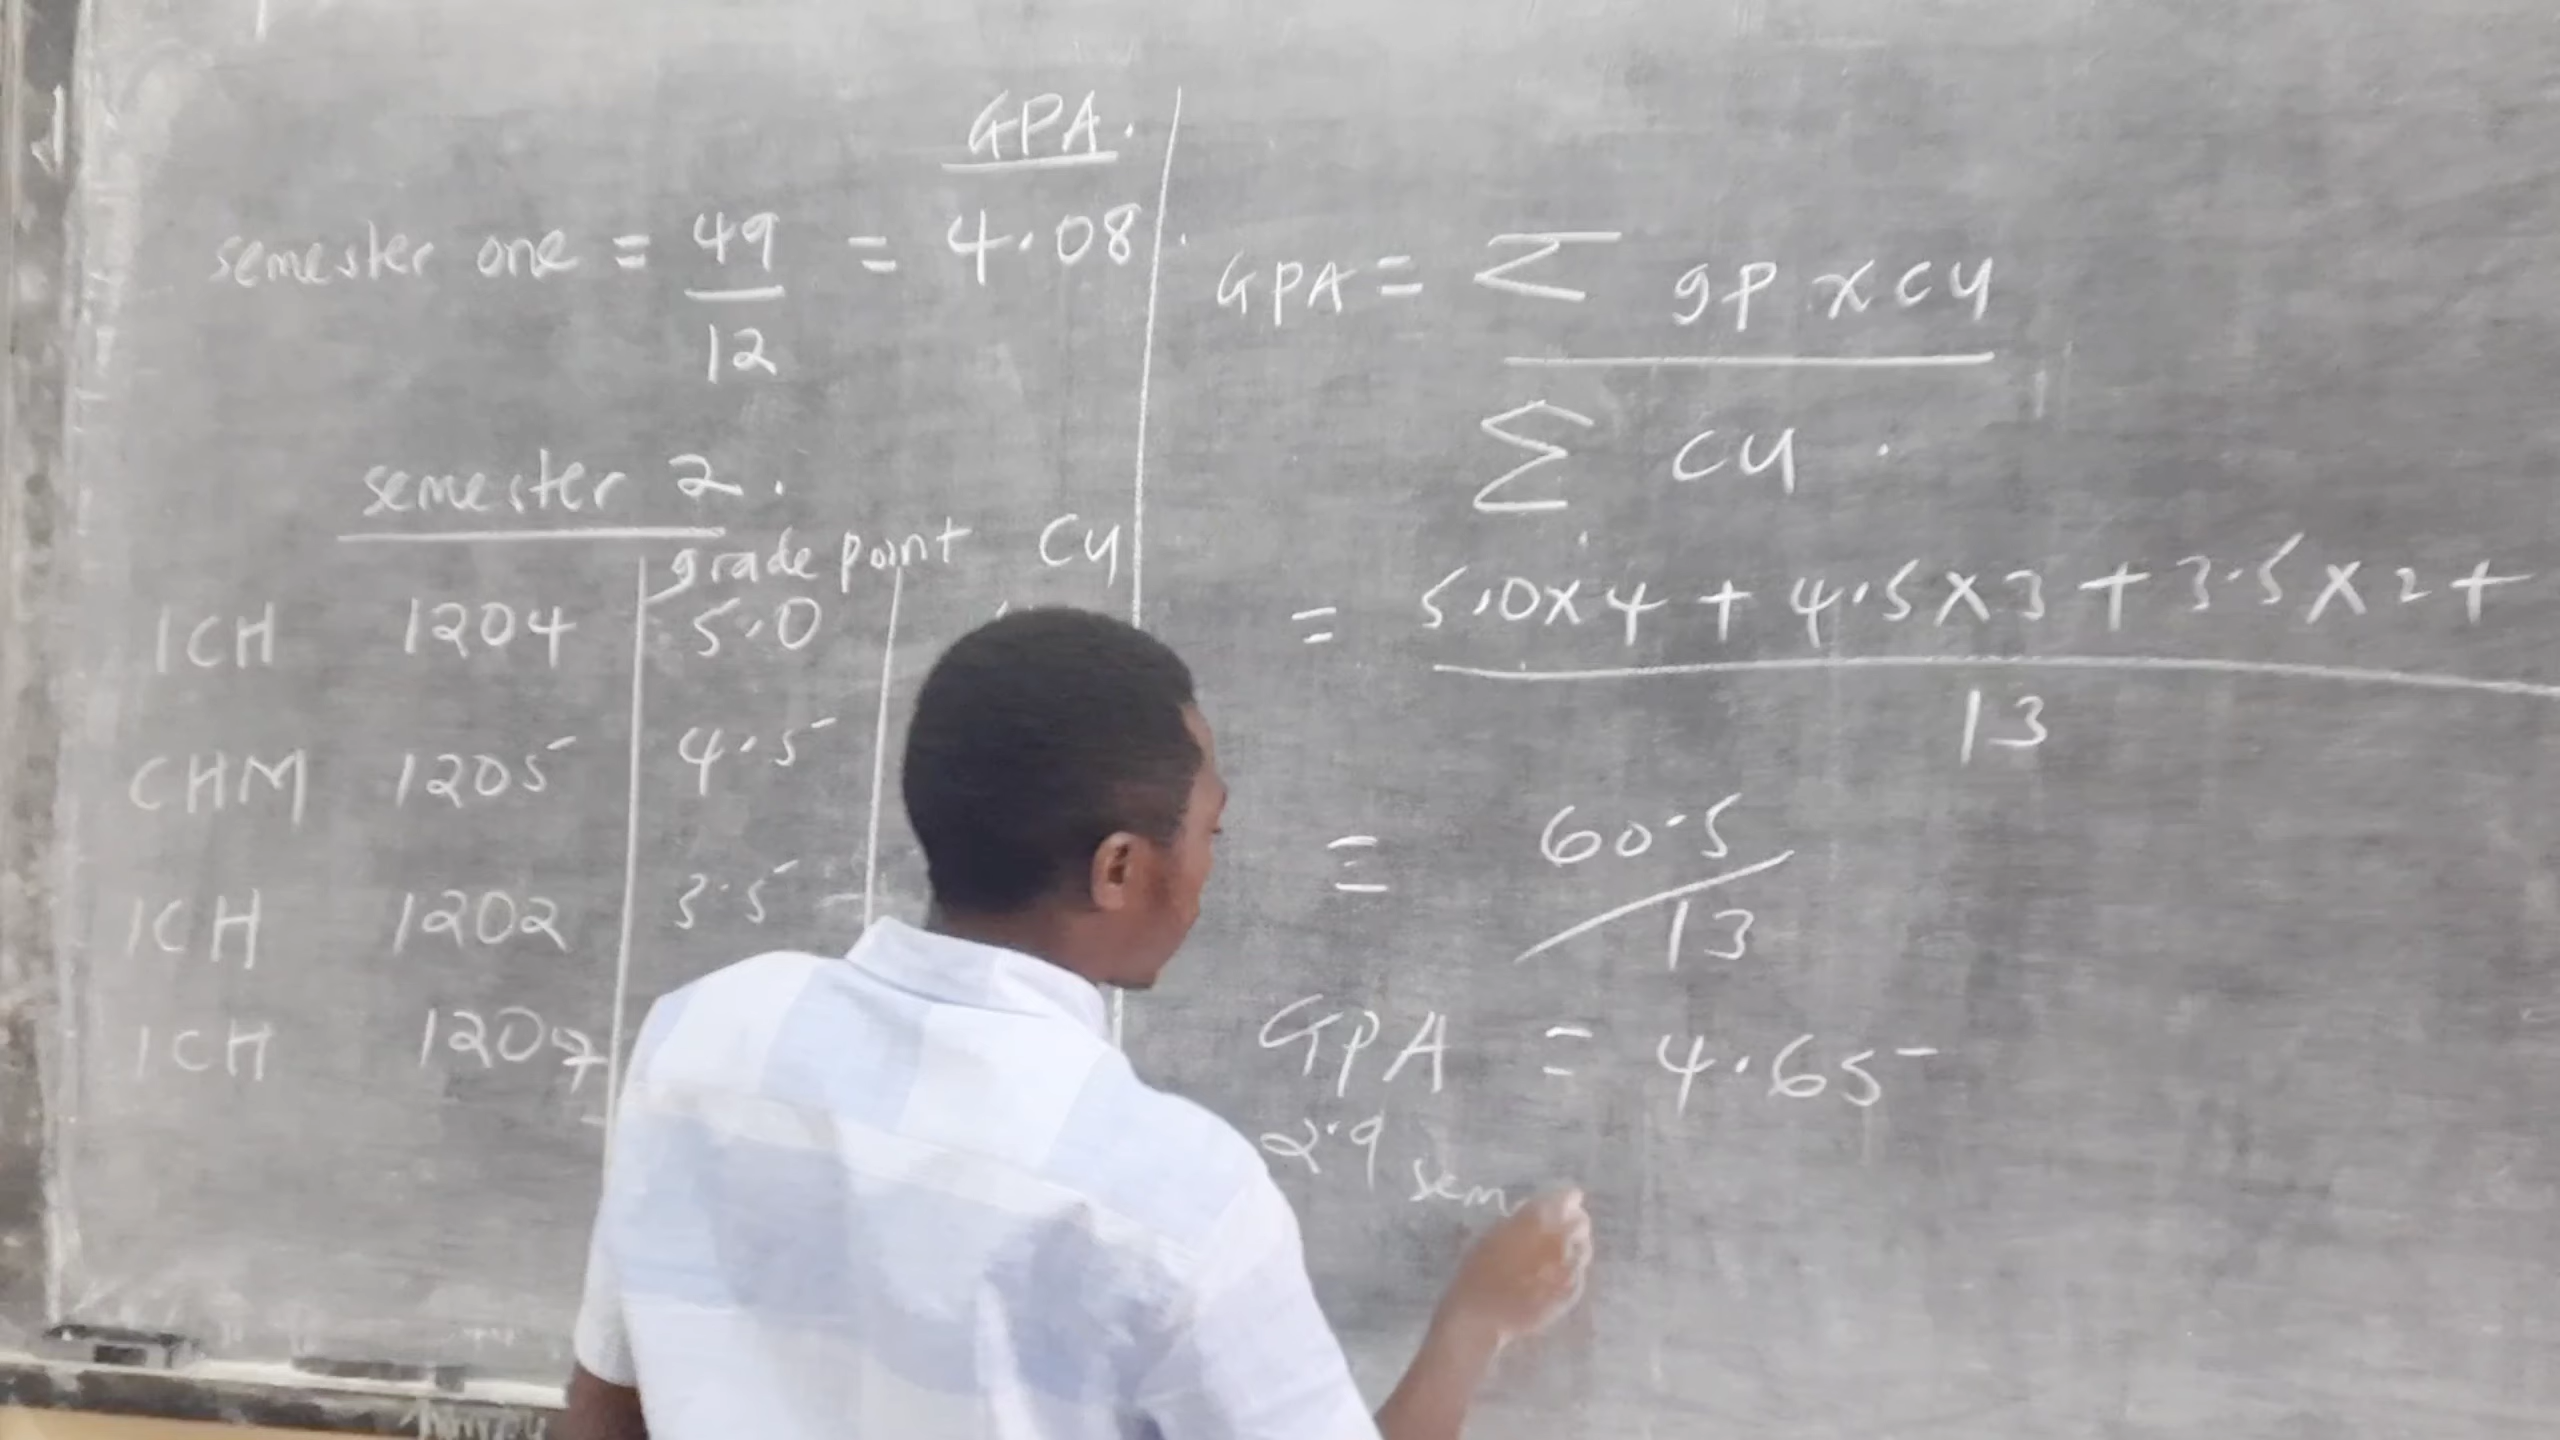 GPA.
semester one = 49/12 = 4.08.
semester 2.
grade point CU
ICH 1204 5.0
CHM 1205 4.5
ICH 1202 3.5
ICH 1207
GPA = Σ gp x cu
Σ cu.
= 5.0x4 + 4.5x3 + 3.5x2 +
13
= 60.5/13
GPA = 4.65
sem